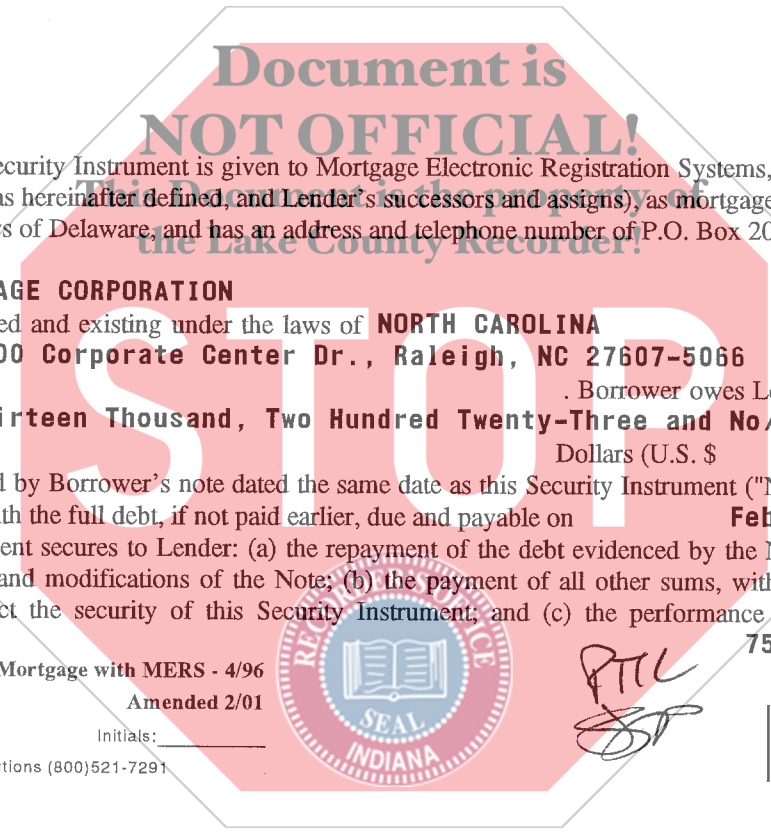 Document is
NOT OFFICIAL!
ecurity Instrument is given to Mortgage Electronic Registration Systems,
This Document is the property of
as hereinafter defined, and Lender's successors and assigns), as mortgage
the Lake County Recorder!
s of Delaware, and has an address and telephone number of P.O. Box 20
AGE CORPORATION
ed and existing under the laws of NORTH CAROLINA
00 Corporate Center Dr., Raleigh, NC 27607-5066
. Borrower owes L
irteen Thousand, Two Hundred Twenty-Three and No/
Dollars (U.S. $
d by Borrower's note dated the same date as this Security Instrument ("N
th the full debt, if not paid earlier, due and payable on Feb
ent secures to Lender: (a) the repayment of the debt evidenced by the N
and modifications of the Note; (b) the payment of all other sums, with
ct the security of this Security Instrument; and (c) the performance
STOP
75
Mortgage with MERS - 4/96
Amended 2/01
Initials:
tions (800)521-7291
PTTL
RECORDER'S OFFICE
SEAL
INDIANA